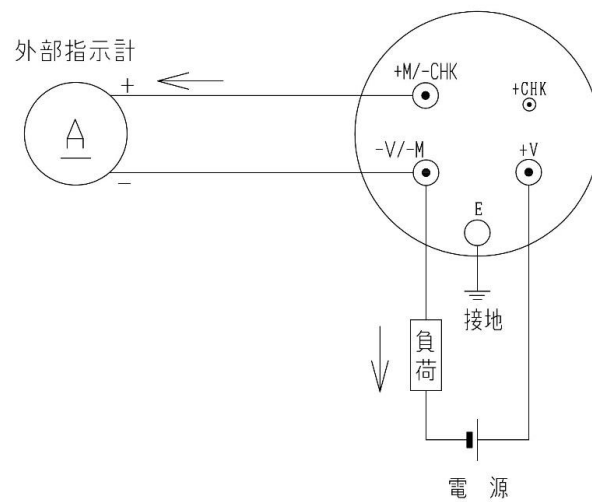 外部指示計
+M/-CHK
+CHK
+
A
-V/-M
+V
−
E
接地
負荷
電 源